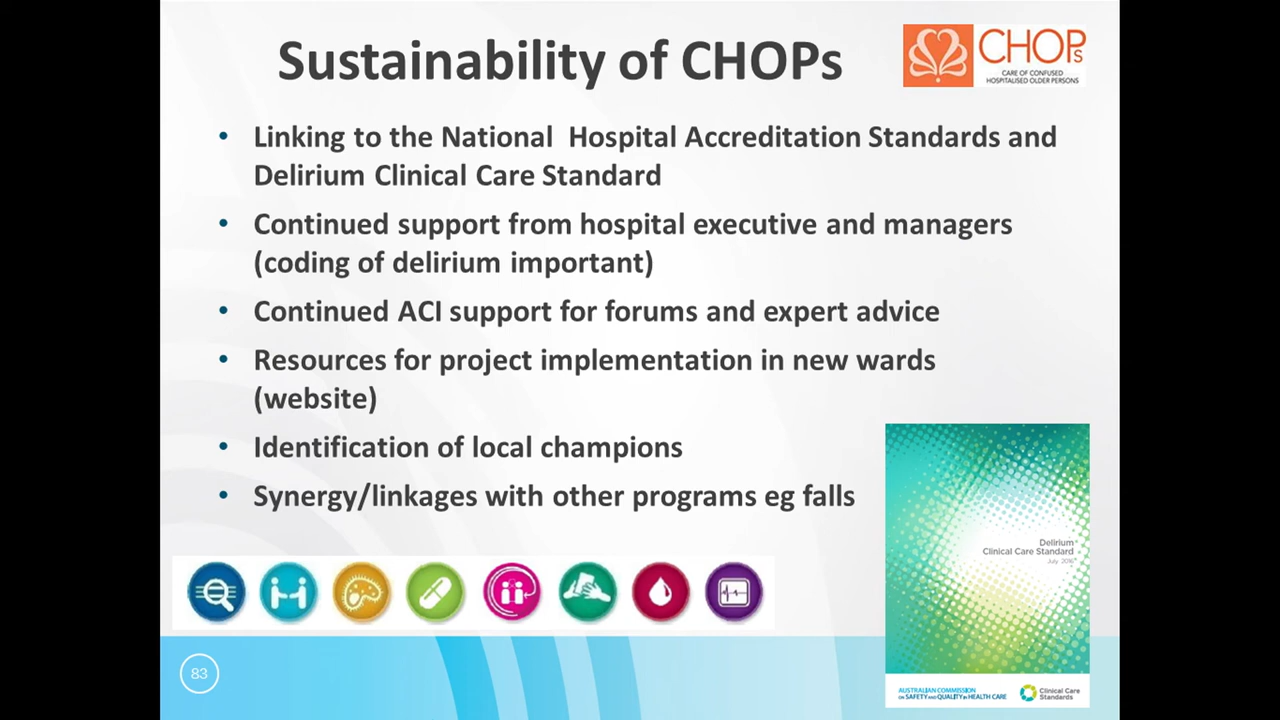 Sustainability of CHOPs
CHOPs
CARE OF CONFUSED
HOSPITALISED OLDER PERSONS
• Linking to the National  Hospital Accreditation Standards and
Delirium Clinical Care Standard
• Continued support from hospital executive and managers
(coding of delirium important)
• Continued ACI support for forums and expert advice
• Resources for project implementation in new wards
(website)
• Identification of local champions
• Synergy/linkages with other programs eg falls
Delirium
Clinical Care Standard
July 2016
AUSTRALIAN COMMISSION
ON SAFETY AND QUALITY IN HEALTH CARE
Clinical Care
Standards
83